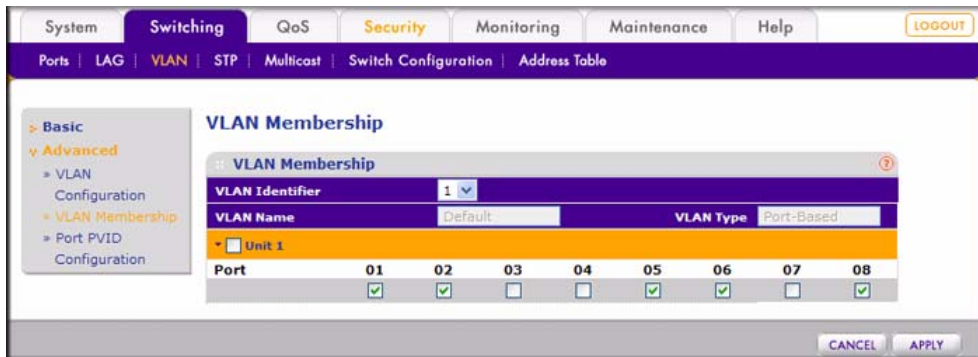 System Switching QoS Security Monitoring Maintenance Help LOGOUT
Ports LAG VLAN STP Multicast Switch Configuration Address Table
Basic
Advanced
VLAN
Configuration
VLAN Membership
Port PVID
Configuration
VLAN Membership
VLAN Membership ?
VLAN Identifier 1
VLAN Name Default VLAN Type Port-Based
Unit 1
Port 01 02 03 04 05 06 07 08
CANCEL APPLY